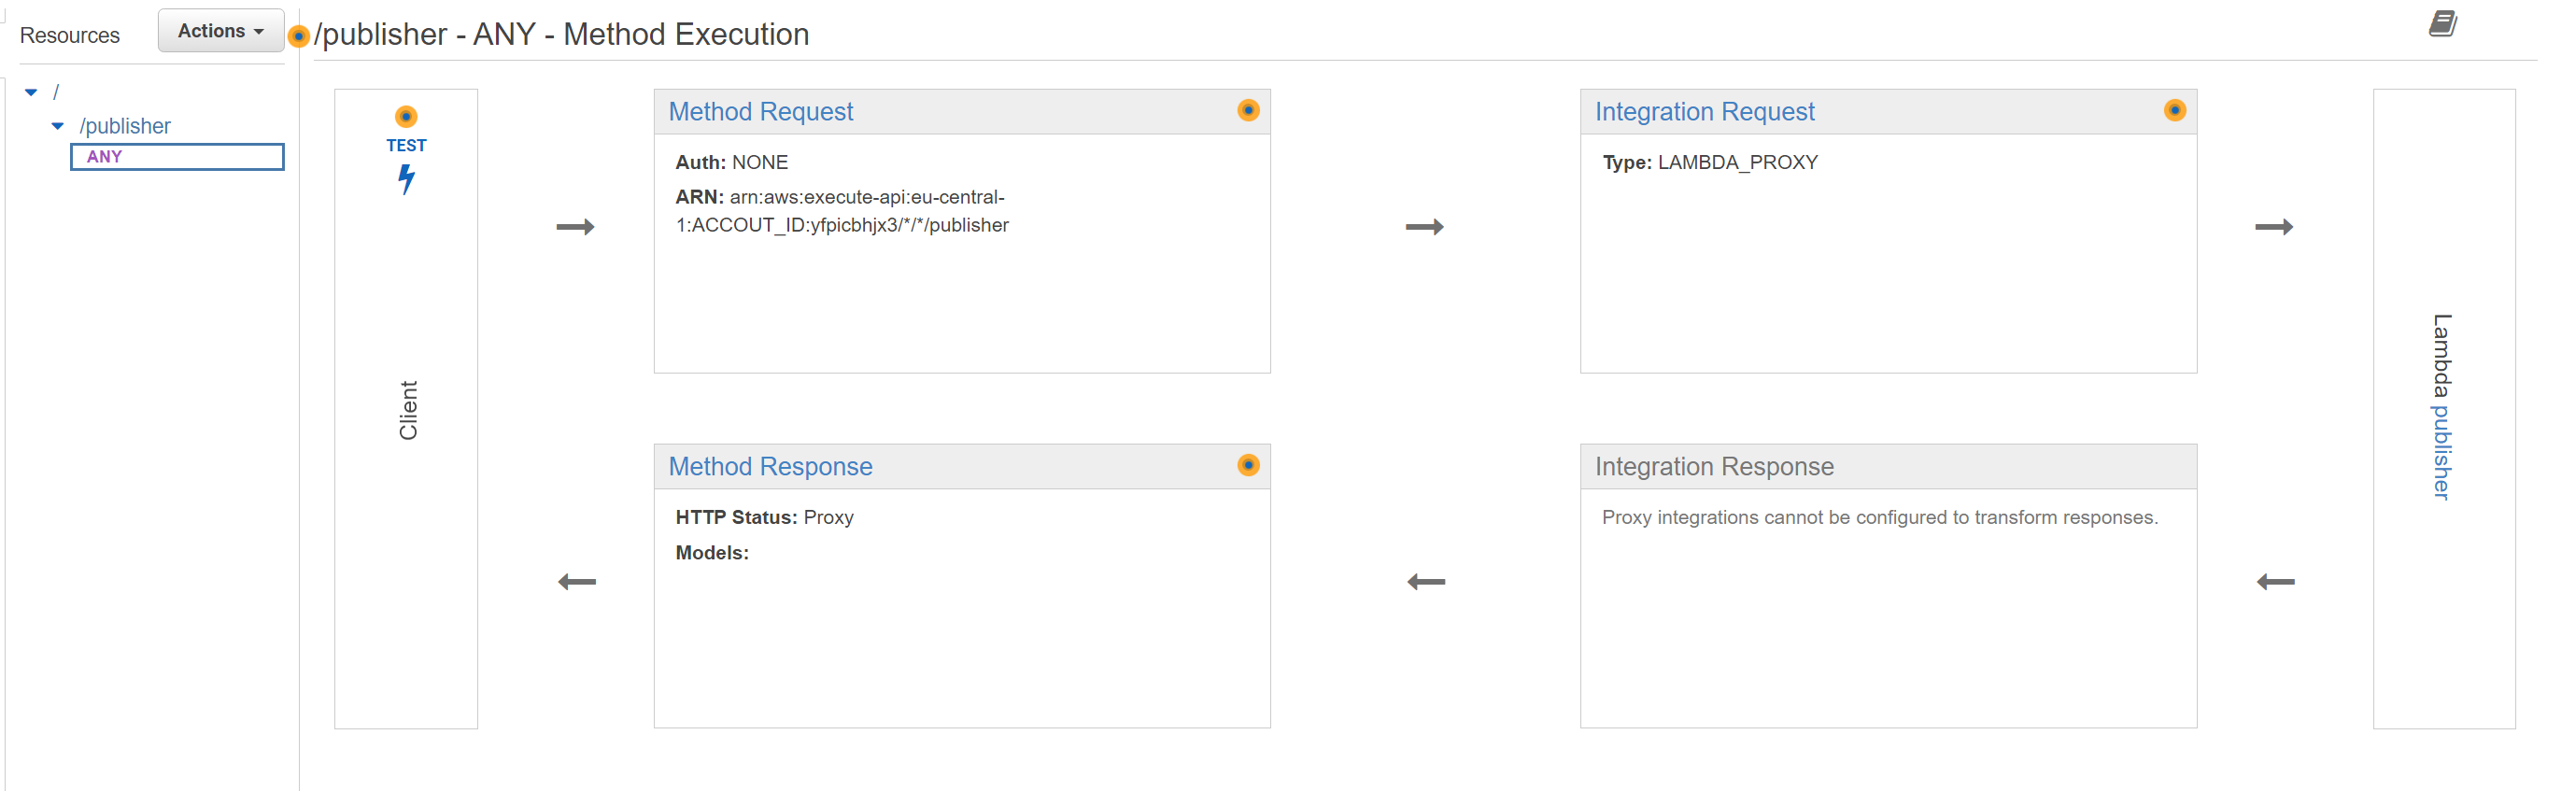 Resources
Actions
/publisher - ANY - Method Execution
/
/publisher
ANY
TEST
Client
Method Request
Auth: NONE
ARN: arn:aws:execute-api:eu-central-
1:ACCOUT_ID:yfpicbhjx3/*/*/publisher
Integration Request
Type: LAMBDA_PROXY
Lambda publisher
Method Response
HTTP Status: Proxy
Models:
Integration Response
Proxy integrations cannot be configured to transform responses.